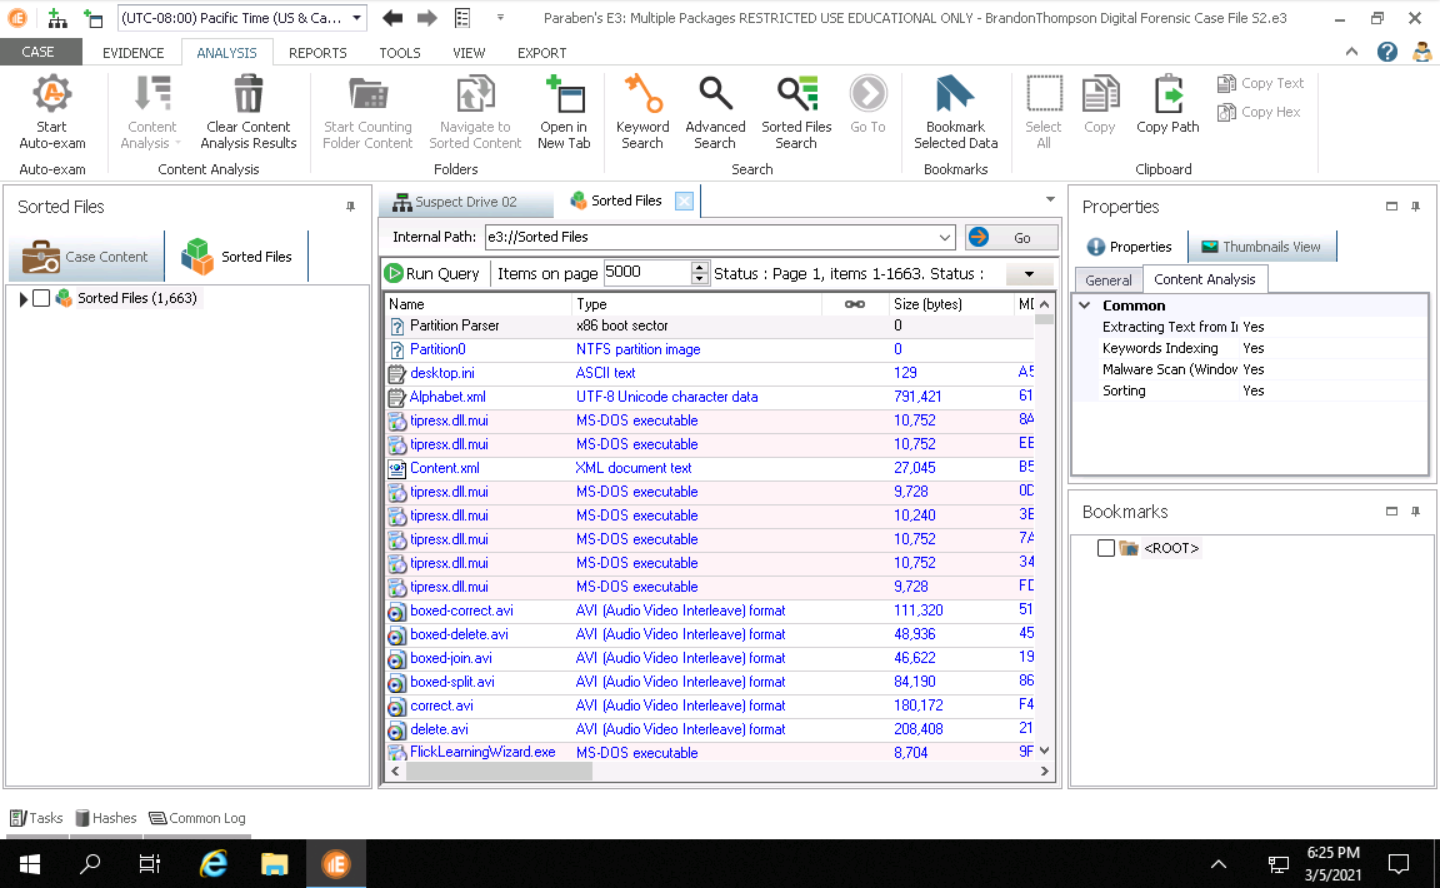 (UTC-08:00) Pacific Time (US & Ca...
Paraben's E3: Multiple Packages RESTRICTED USE EDUCATIONAL ONLY - BrandonThompson Digital Forensic Case File S2.e3
CASE EVIDENCE ANALYSIS REPORTS TOOLS VIEW EXPORT
Start Auto-exam
Content Analysis
Clear Content Analysis Results
Start Counting Folder Content
Navigate to Sorted Content
Open in New Tab
Keyword Search
Advanced Search
Sorted Files Search
Go To
Bookmark Selected Data
Select All
Copy
Copy Path
Copy Text
Copy Hex
Auto-exam Content Analysis Folders Search Bookmarks Clipboard
Sorted Files
Case Content Sorted Files
Sorted Files (1,663)
Suspect Drive 02 Sorted Files
Internal Path: e3://Sorted Files Go
Run Query Items on page 5000 Status : Page 1, items 1-1663. Status :
Name Type Size (bytes) M
Partition Parser x86 boot sector 0
Partition0 NTFS partition image 0
desktop.ini ASCII text 129 A5
Alphabet.xml UTF-8 Unicode character data 791,421 61
tipresx.dll.mui MS-DOS executable 10,752 8A
tipresx.dll.mui MS-DOS executable 10,752 EE
Content.xml XML document text 27,045 B5
tipresx.dll.mui MS-DOS executable 9,728 0D
tipresx.dll.mui MS-DOS executable 10,240 3E
tipresx.dll.mui MS-DOS executable 10,752 7A
tipresx.dll.mui MS-DOS executable 10,752 34
tipresx.dll.mui MS-DOS executable 9,728 FD
boxed-correct.avi AVI (Audio Video Interleave) format 111,320 51
boxed-delete.avi AVI (Audio Video Interleave) format 48,936 45
boxed-join.avi AVI (Audio Video Interleave) format 46,622 19
boxed-split.avi AVI (Audio Video Interleave) format 84,190 86
correct.avi AVI (Audio Video Interleave) format 180,172 F4
delete.avi AVI (Audio Video Interleave) format 208,408 21
FlickLearningWizard.exe MS-DOS executable 8,704 9F
Properties
Properties Thumbnails View
General Content Analysis
Common
Extracting Text from I Yes
Keywords Indexing Yes
Malware Scan (Window Yes
Sorting Yes
Bookmarks
<ROOT>
Tasks Hashes Common Log
6:25 PM
3/5/2021